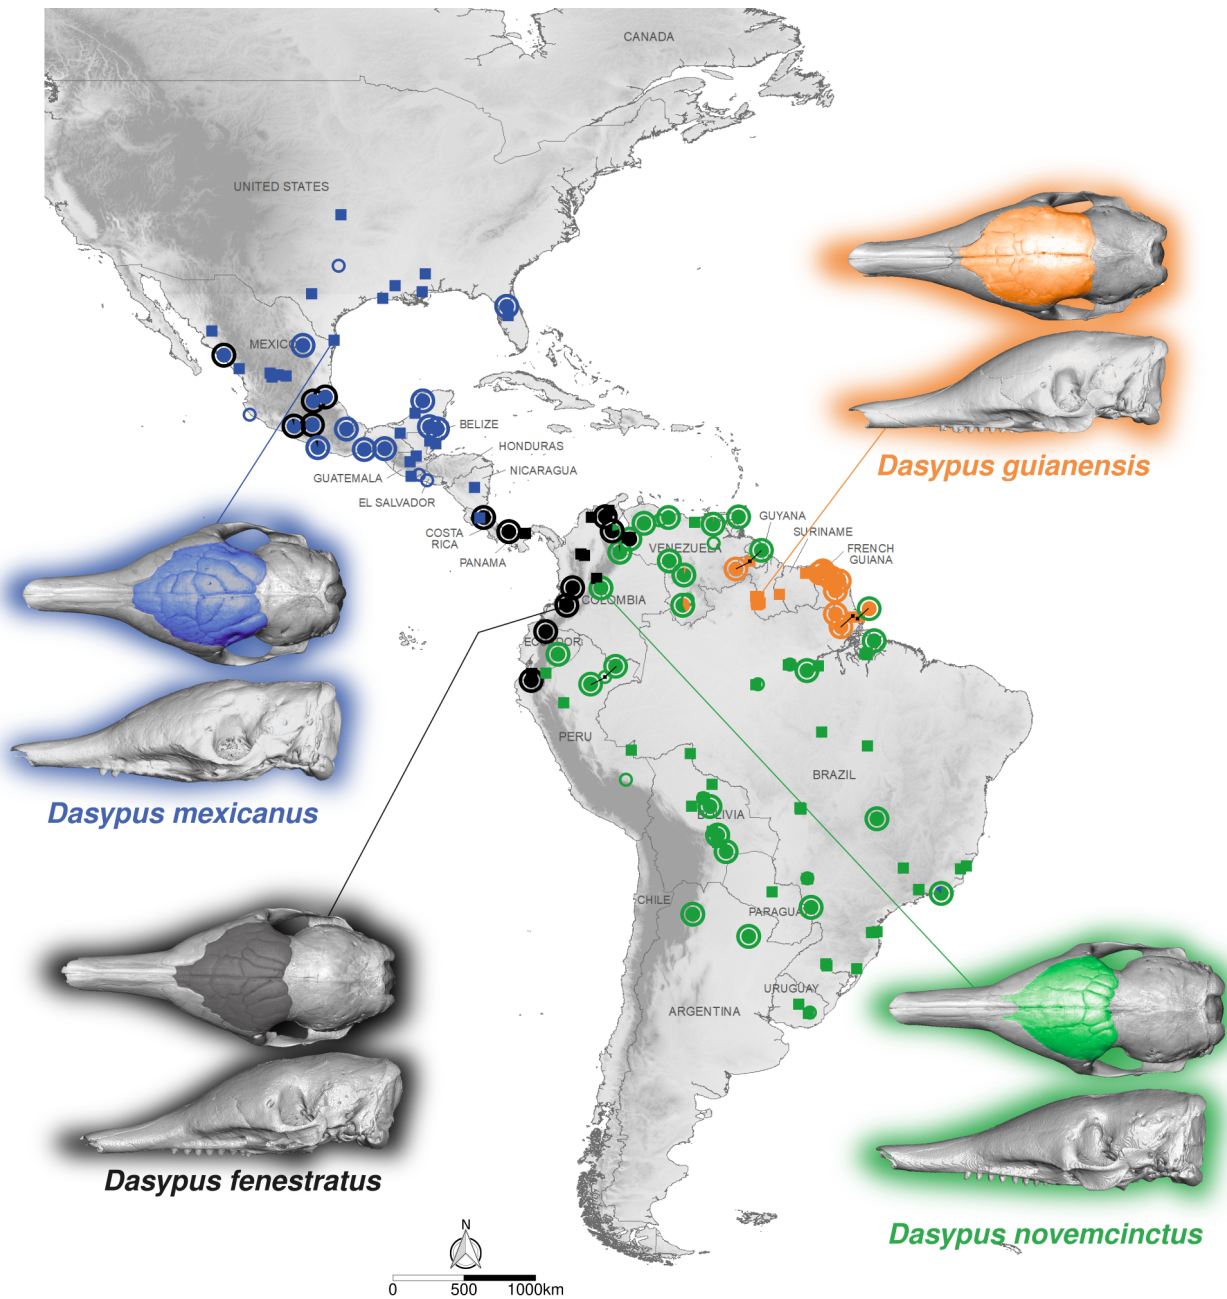 CANADA
UNITED STATES
MEXICO
BELIZE
HONDURAS
NICARAGUA
GUATEMALA
EL SALVADOR
COSTA
RICA
PANAMA
Dasypus guianensis
GUYANA
SURINAME
FRENCH
GUIANA
VENEZUELA
COLOMBIA
ECUADOR
PERU
BRAZIL
BOLIVIA
Dasypus mexicanus
CHILE
PARAGUAY
URUGUAY
ARGENTINA
Dasypus fenestratus
Dasypus novemcinctus
N
0 500 1000km